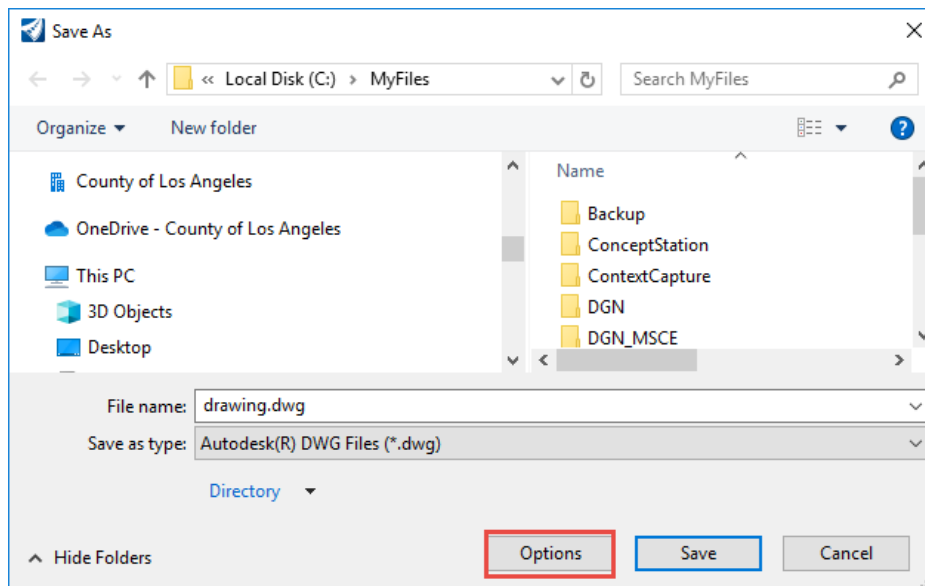 Save As
« Local Disk (C:) > MyFiles
Search MyFiles
Organize
New folder
?
County of Los Angeles
OneDrive - County of Los Angeles
This PC
3D Objects
Desktop
Name
Backup
ConceptStation
ContextCapture
DGN
DGN_MSCE
File name: drawing.dwg
Save as type: Autodesk(R) DWG Files (*.dwg)
Directory
Hide Folders
Options
Save
Cancel